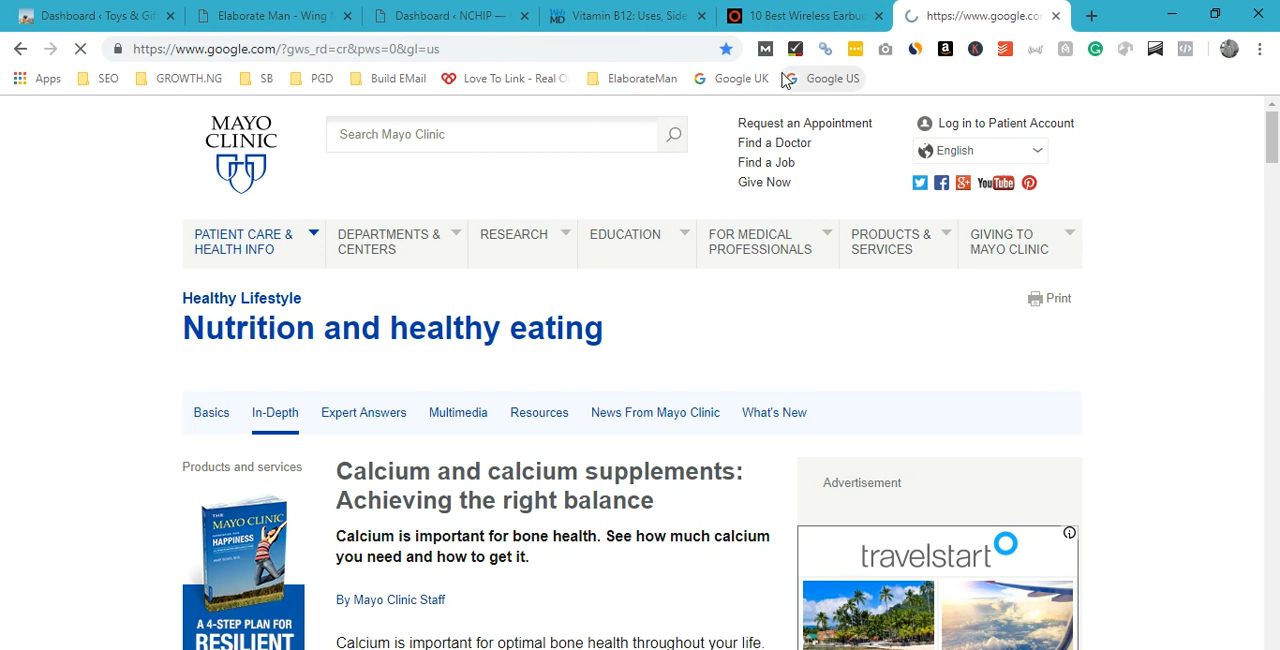 Dashboard ‹ Toys & Gif
Elaborate Man - Wing
Dashboard ‹ NCHIP —
Vitamin B12: Uses, Side
10 Best Wireless Earbu
https://www.google.co
https://www.google.com/?gws_rd=cr&pws=0&gl=us
Apps
SEO
GROWTH.NG
SB
PGD
Build EMail
Love To Link - Real
ElaborateMan
Google UK
Google US
MAYO
CLINIC
Search Mayo Clinic
Request an Appointment
Find a Doctor
Find a Job
Give Now
Log in to Patient Account
English
YouTube
PATIENT CARE &
HEALTH INFO
DEPARTMENTS &
CENTERS
RESEARCH
EDUCATION
FOR MEDICAL
PROFESSIONALS
PRODUCTS &
SERVICES
GIVING TO
MAYO CLINIC
Healthy Lifestyle
Print
Nutrition and healthy eating
Basics
In-Depth
Expert Answers
Multimedia
Resources
News From Mayo Clinic
What's New
Products and services
THE
MAYO CLINIC
HAPPINESS
A 4-STEP PLAN FOR
RESILIENT
Calcium and calcium supplements:
Achieving the right balance
Calcium is important for bone health. See how much calcium
you need and how to get it.
By Mayo Clinic Staff
Calcium is important for optimal bone health throughout your life.
Advertisement
travelstart